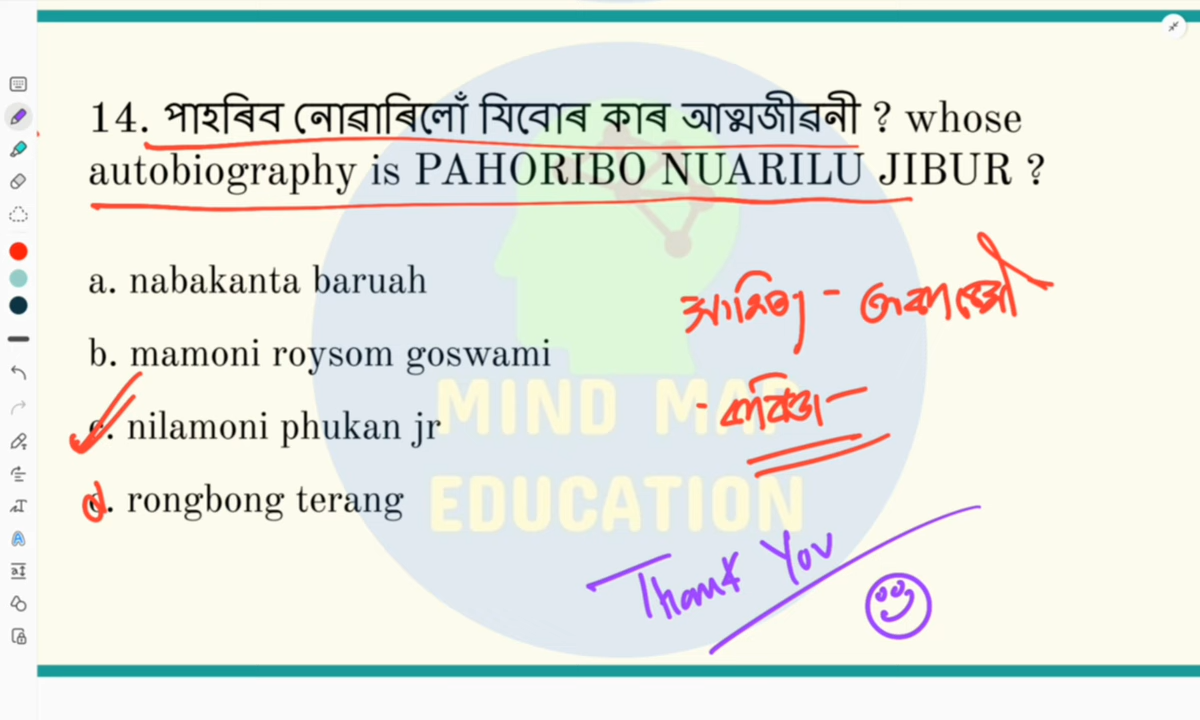 14. পাহৰিব নোৱাৰিলোঁ যিবোৰ কাৰ আত্মজীৱনী ? whose
autobiography is PAHORIBO NUARILU JIBUR ?
a. nabakanta baruah
b. mamoni roysom goswami
c. nilamoni phukan jr
d. rongbong terang
সাহিত্য -
- কবিতা -
MIND MAP
EDUCATION
Thank You